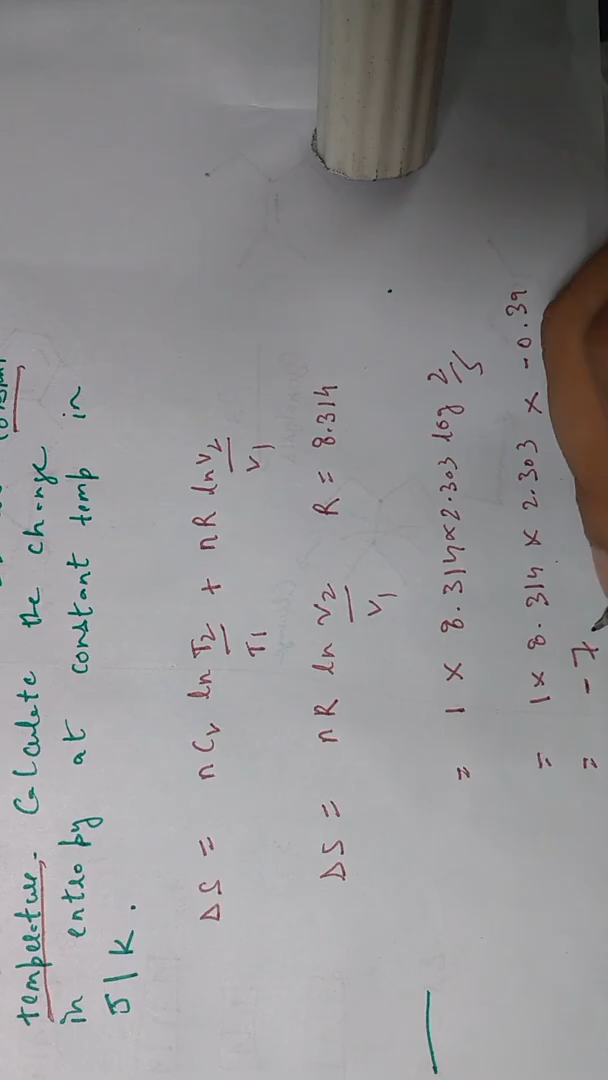 temperature. Calculate the change
in entropy at constant temp in
J/K.
ΔS = nCv ln T2/T1 + nR ln V2/V1
ΔS = nR ln V2/V1 R = 8.314
= 1 × 8.314 × 2.303 log 2/5
= 1 × 8.314 × 2.303 × -0.39
= -7